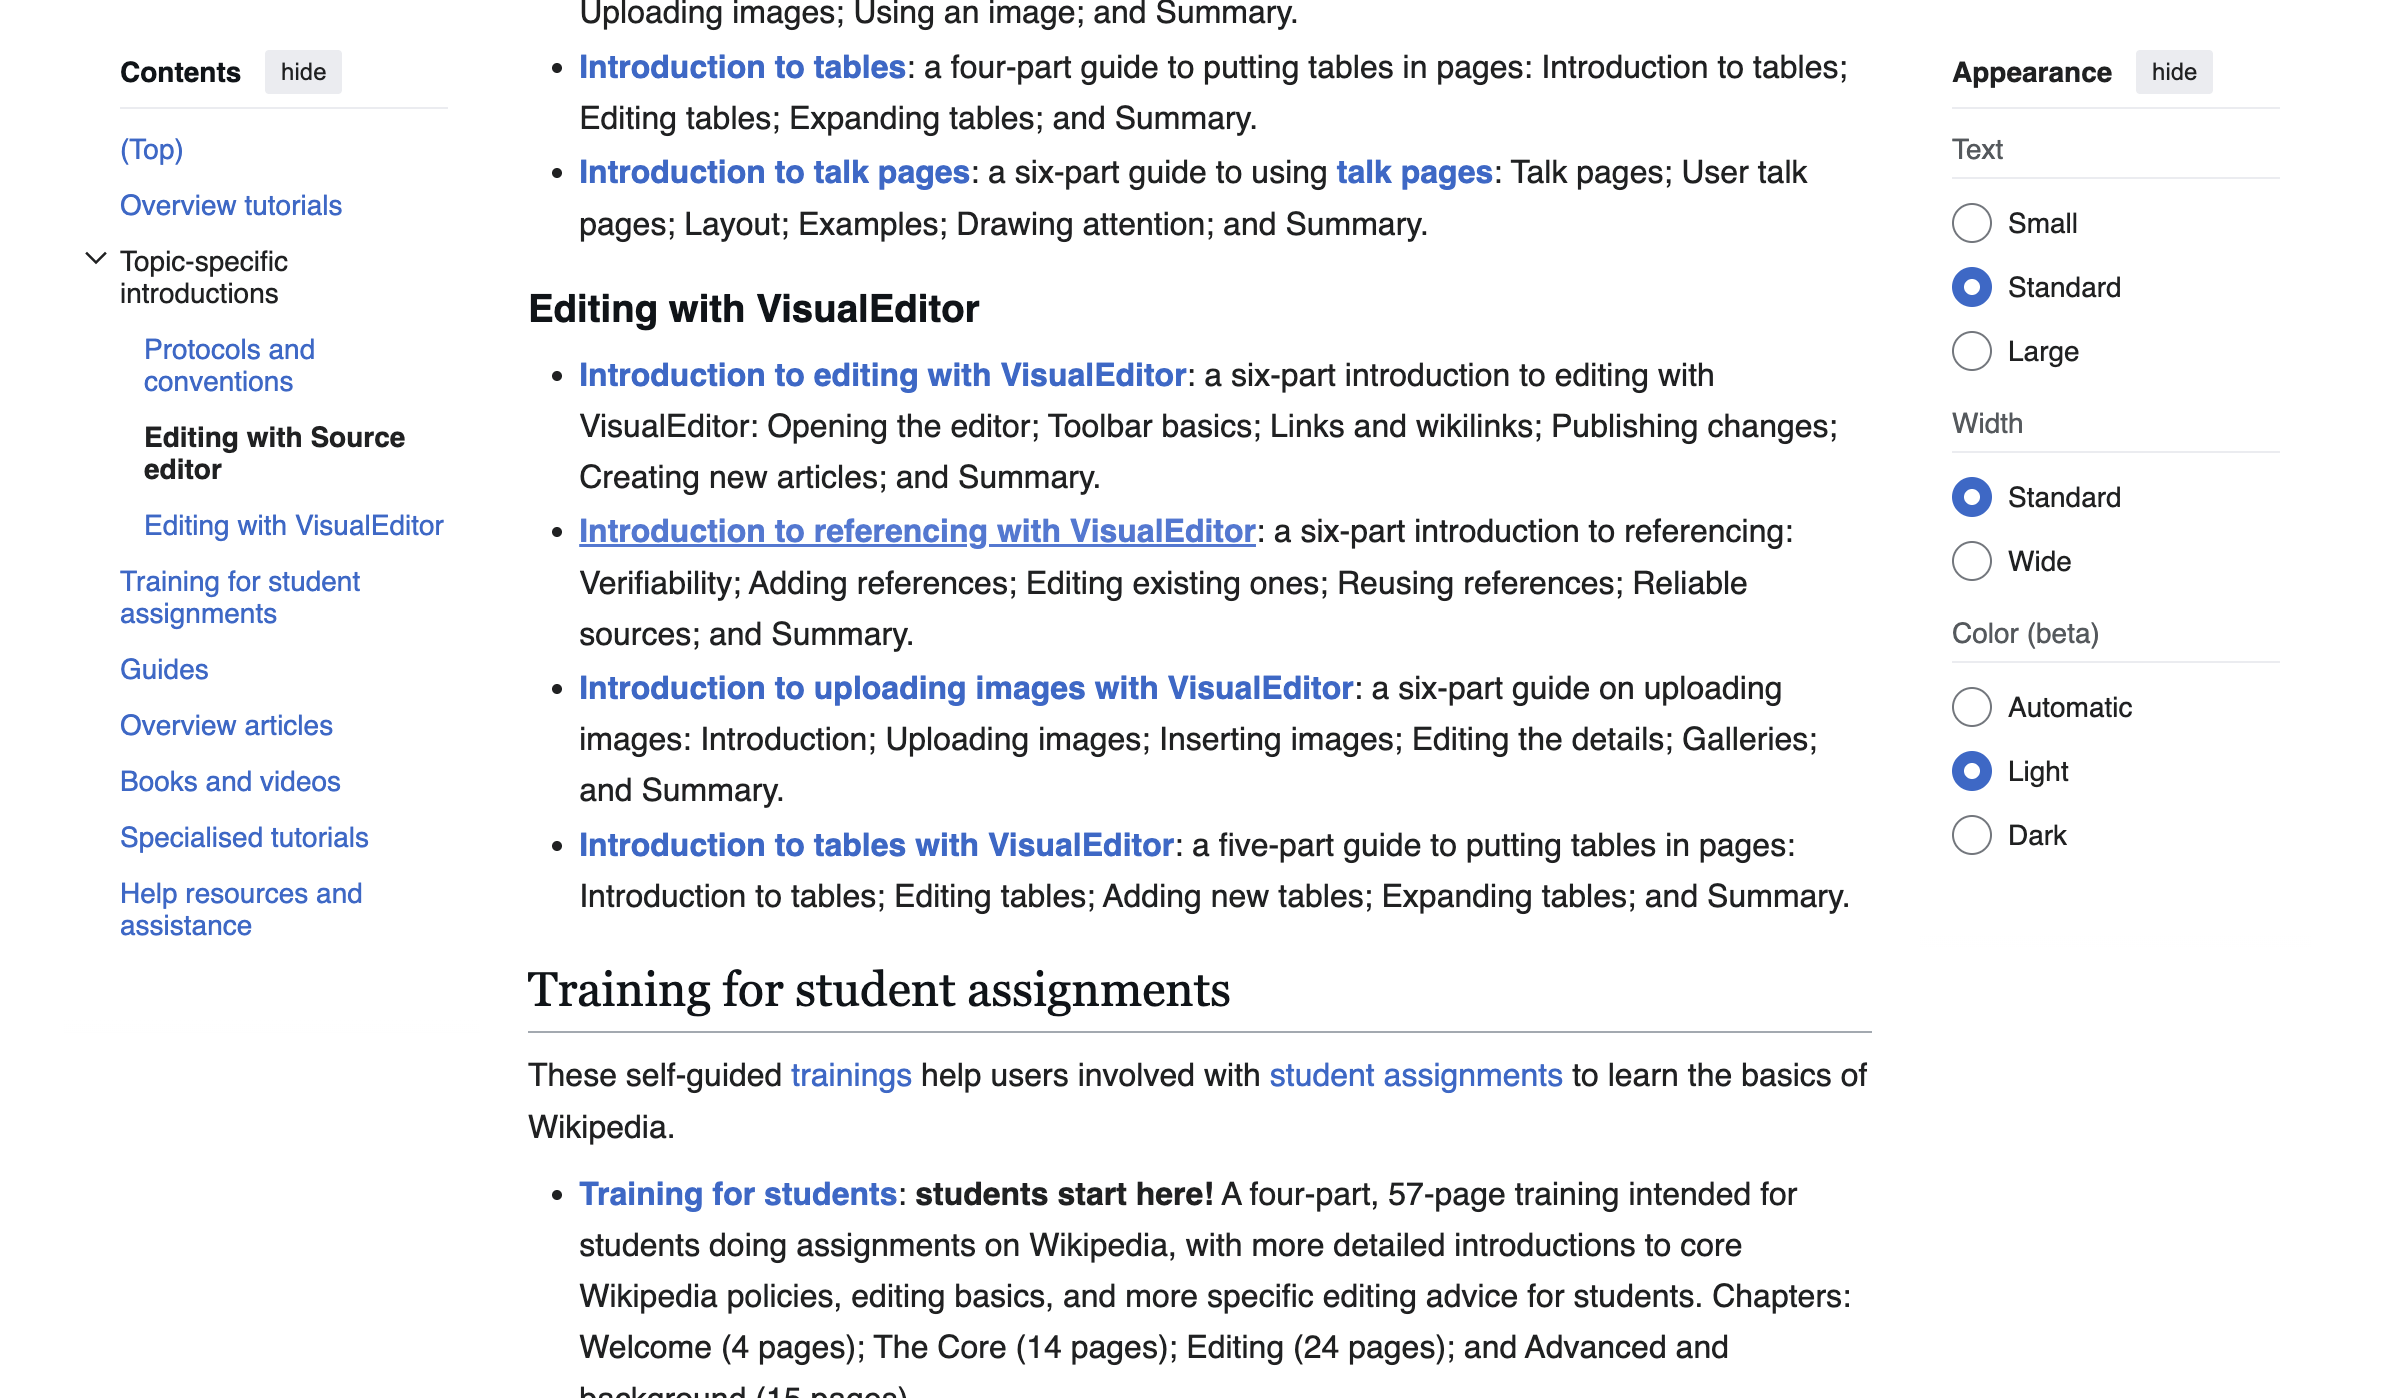 Contents hide
(Top)
Overview tutorials
Topic-specific
introductions
Protocols and
conventions
Editing with Source
editor
Editing with VisualEditor
Training for student
assignments
Guides
Overview articles
Books and videos
Specialised tutorials
Help resources and
assistance
Uploading images; Using an image; and Summary.
• Introduction to tables: a four-part guide to putting tables in pages: Introduction to tables;
Editing tables; Expanding tables; and Summary.
• Introduction to talk pages: a six-part guide to using talk pages: Talk pages; User talk
pages; Layout; Examples; Drawing attention; and Summary.
Editing with VisualEditor
• Introduction to editing with VisualEditor: a six-part introduction to editing with
VisualEditor: Opening the editor; Toolbar basics; Links and wikilinks; Publishing changes;
Creating new articles; and Summary.
• Introduction to referencing with VisualEditor: a six-part introduction to referencing:
Verifiability; Adding references; Editing existing ones; Reusing references; Reliable
sources; and Summary.
• Introduction to uploading images with VisualEditor: a six-part guide on uploading
images: Introduction; Uploading images; Inserting images; Editing the details; Galleries;
and Summary.
• Introduction to tables with VisualEditor: a five-part guide to putting tables in pages:
Introduction to tables; Editing tables; Adding new tables; Expanding tables; and Summary.
Training for student assignments
These self-guided trainings help users involved with student assignments to learn the basics of
Wikipedia.
• Training for students: students start here! A four-part, 57-page training intended for
students doing assignments on Wikipedia, with more detailed introductions to core
Wikipedia policies, editing basics, and more specific editing advice for students. Chapters:
Welcome (4 pages); The Core (14 pages); Editing (24 pages); and Advanced and
background (15 pages)
Appearance hide
Text
Small
Standard
Large
Width
Standard
Wide
Color (beta)
Automatic
Light
Dark